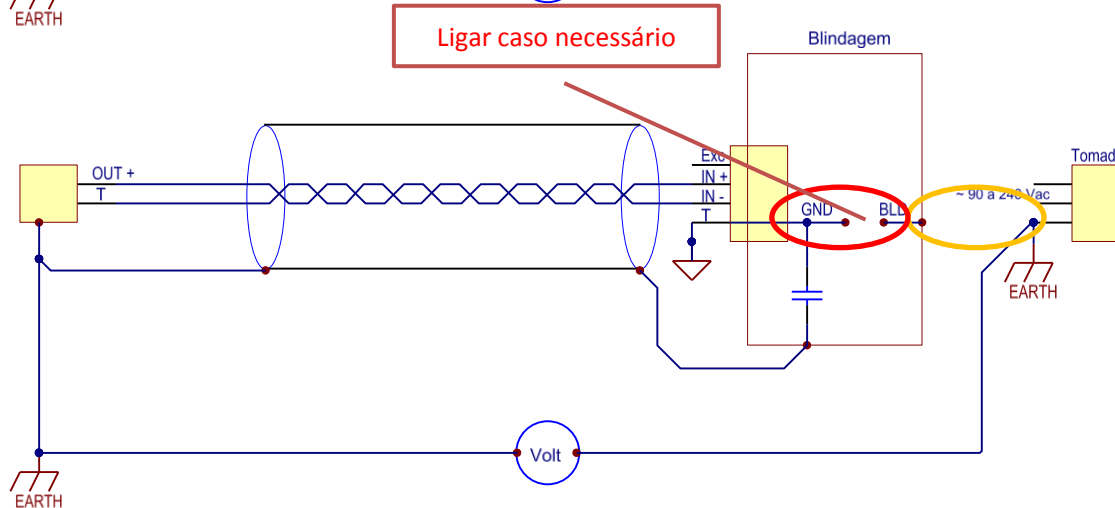 EARTH
Ligar caso necessário
Blindagem
OUT +
T
Exc
IN +
IN -
T
GND
BLD
~ 90 a 240 Vac
Tomad
EARTH
Volt
EARTH